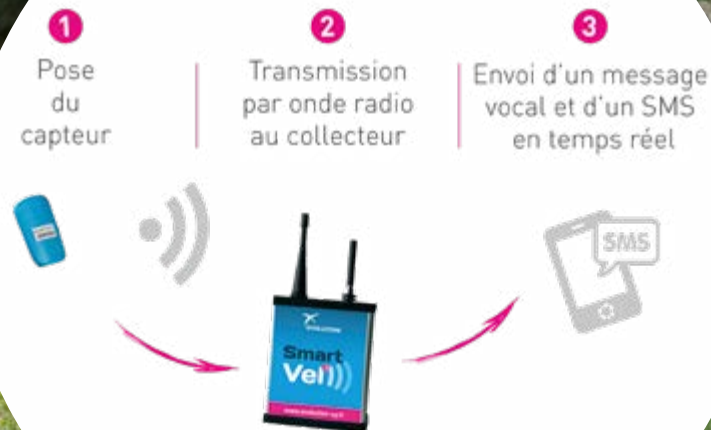 1
Pose
du
capteur
2
Transmission
par onde radio
au collecteur
3
Envoi d'un message
vocal et d'un SMS
en temps réel
SMS
EVOLUTION
Smart
Vel